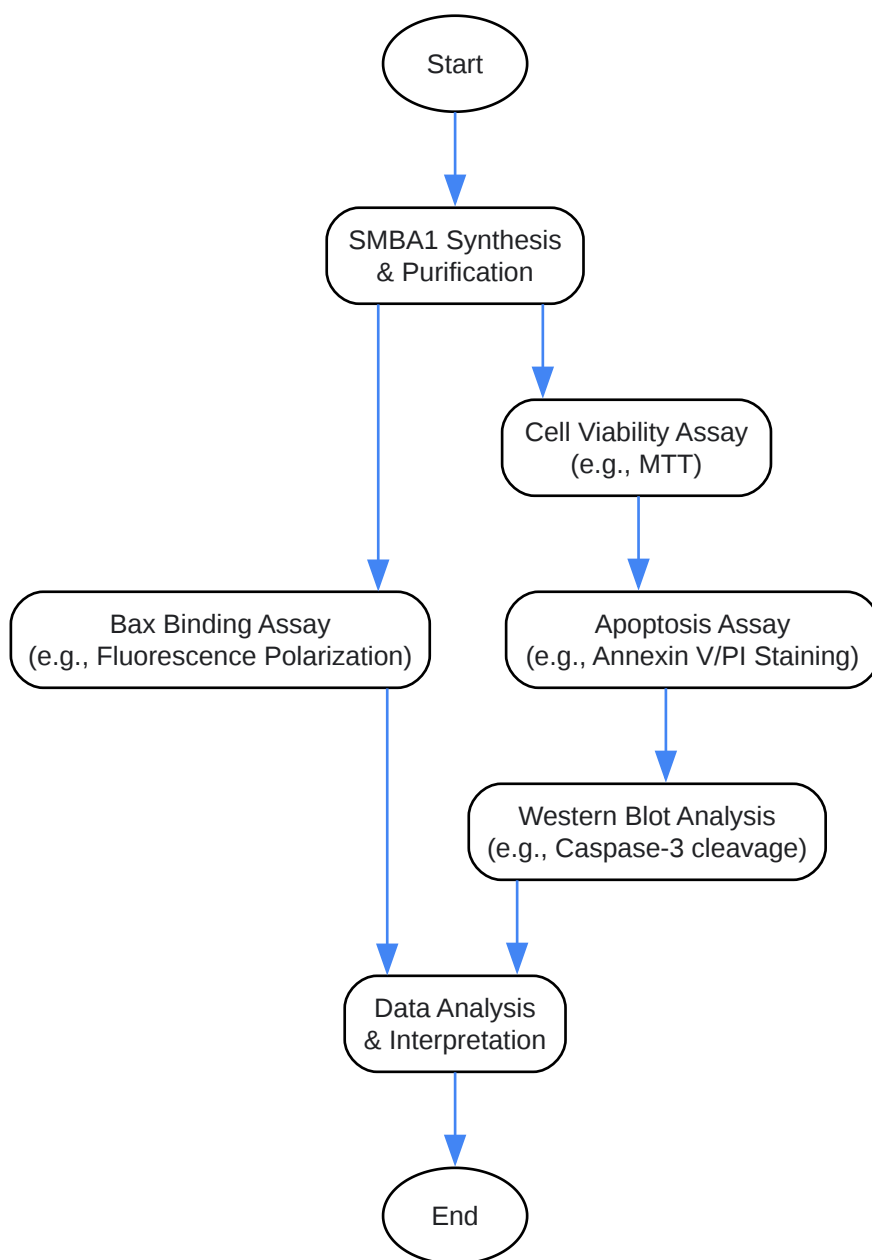 Start
SMBA1 Synthesis
& Purification
Cell Viability Assay
(e.g., MTT)
Bax Binding Assay
(e.g., Fluorescence Polarization)
Apoptosis Assay
(e.g., Annexin V/PI Staining)
Western Blot Analysis
(e.g., Caspase-3 cleavage)
Data Analysis
& Interpretation
End